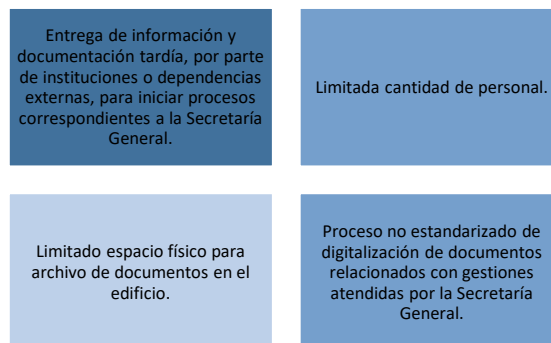 Entrega de información y
documentación tardía, por parte
de instituciones o dependencias
externas, para iniciar procesos
correspondientes a la Secretaría
General.
Limitada cantidad de personal.
Limitado espacio físico para
archivo de documentos en el
edificio.
Proceso no estandarizado de
digitalización de documentos
relacionados con gestiones
atendidas por la Secretaría
General.